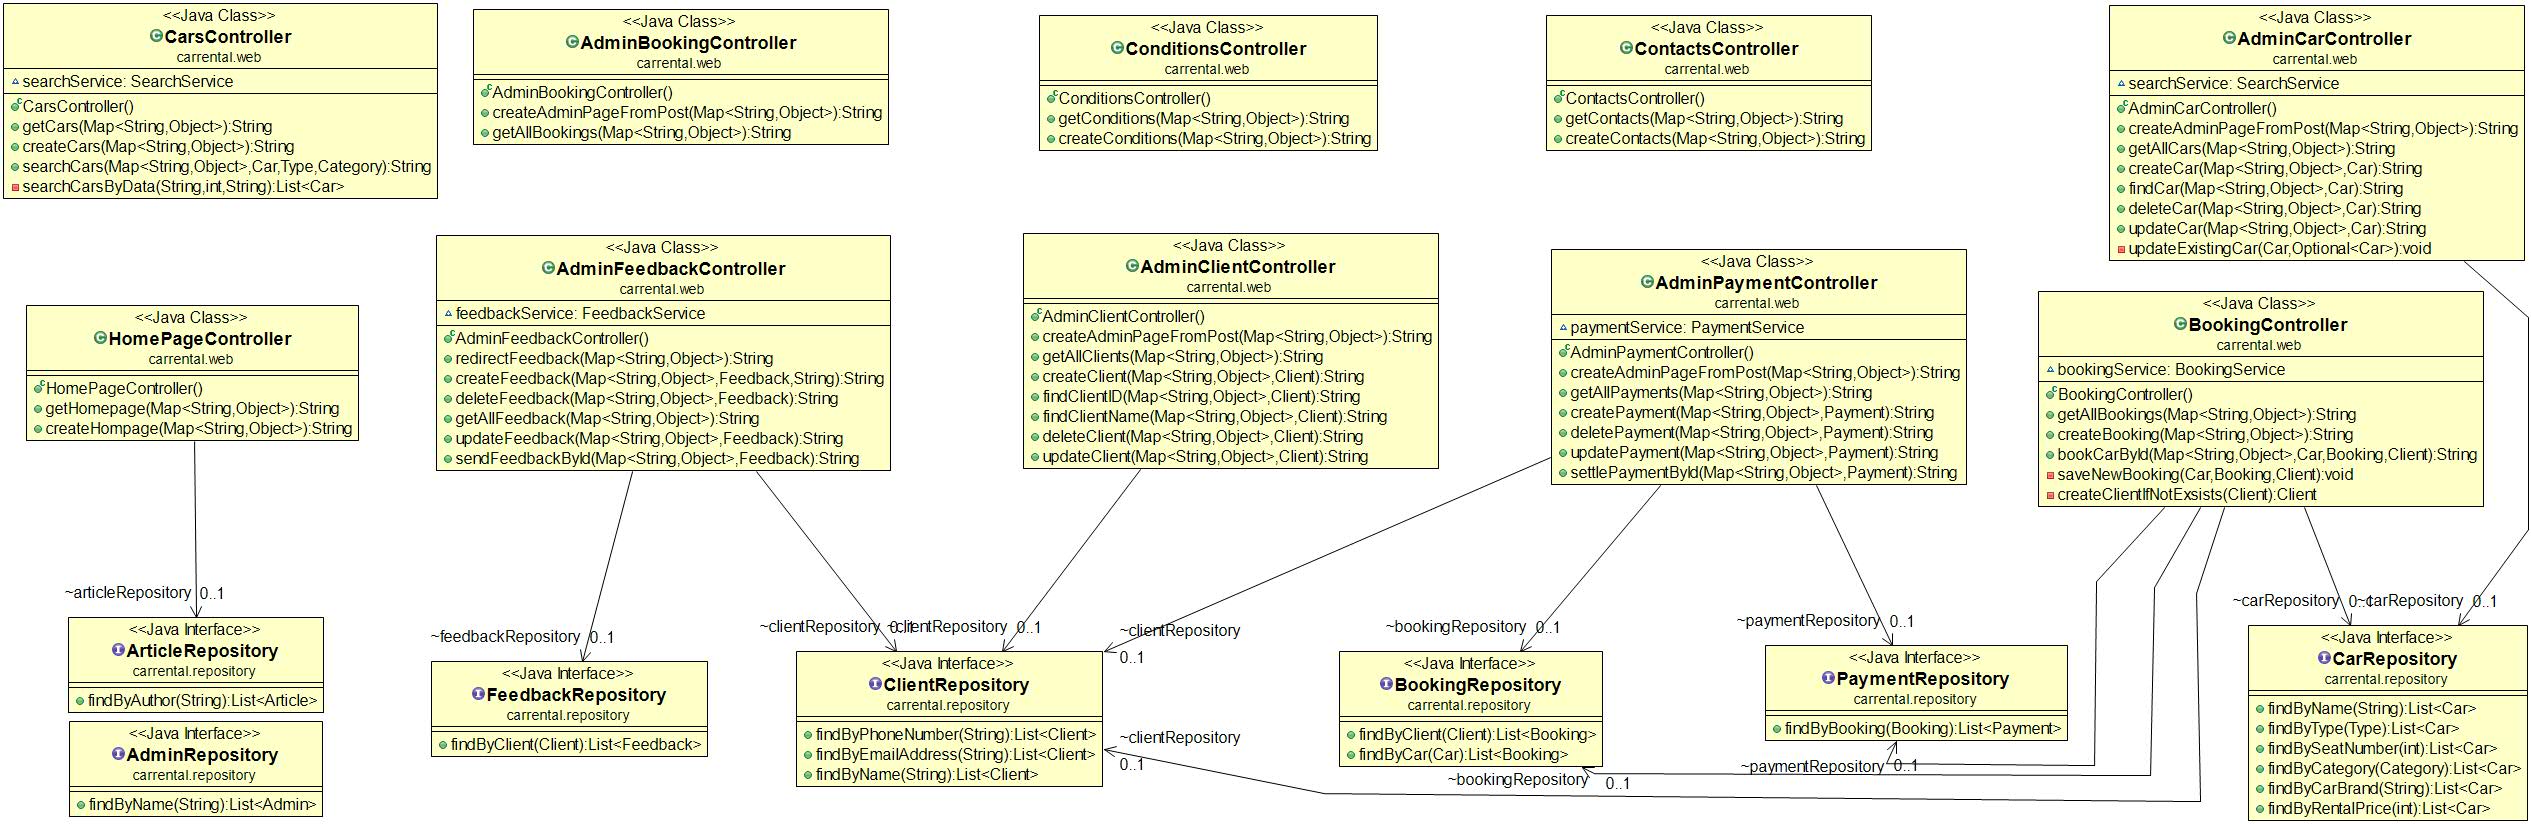 <<Java Class>>
CarsController
carrental.web
searchService: SearchService
CarsController()
getCars(Map<String,Object>):String
createCars(Map<String,Object>):String
searchCars(Map<String,Object>,Car,Type,Category):String
searchCarsByData(String,int,String):List<Car>
<<Java Class>>
AdminBookingController
carrental.web
AdminBookingController()
createAdminPageFromPost(Map<String,Object>):String
getAllBookings(Map<String,Object>):String
<<Java Class>>
ConditionsController
carrental.web
ConditionsController()
getConditions(Map<String,Object>):String
createConditions(Map<String,Object>):String
<<Java Class>>
ContactsController
carrental.web
ContactsController()
getContacts(Map<String,Object>):String
createContacts(Map<String,Object>):String
<<Java Class>>
AdminCarController
carrental.web
searchService: SearchService
AdminCarController()
createAdminPageFromPost(Map<String,Object>):String
getAllCars(Map<String,Object>):String
createCar(Map<String,Object>,Car):String
findCar(Map<String,Object>,Car):String
deleteCar(Map<String,Object>,Car):String
updateCar(Map<String,Object>,Car):String
updateExistingCar(Car,Optional<Car>):void
<<Java Class>>
HomePageController
carrental.web
HomePageController()
getHomepage(Map<String,Object>):String
createHompage(Map<String,Object>):String
<<Java Class>>
AdminFeedbackController
carrental.web
feedbackService: FeedbackService
AdminFeedbackController()
redirectFeedback(Map<String,Object>):String
createFeedback(Map<String,Object>,Feedback,String):String
deleteFeedback(Map<String,Object>,Feedback):String
getAllFeedback(Map<String,Object>):String
updateFeedback(Map<String,Object>,Feedback):String
sendFeedbackById(Map<String,Object>,Feedback):String
<<Java Class>>
AdminClientController
carrental.web
AdminClientController()
createAdminPageFromPost(Map<String,Object>):String
getAllClients(Map<String,Object>):String
createClient(Map<String,Object>,Client):String
findClientID(Map<String,Object>,Client):String
findClientName(Map<String,Object>,Client):String
deleteClient(Map<String,Object>,Client):String
updateClient(Map<String,Object>,Client):String
<<Java Class>>
AdminPaymentController
carrental.web
paymentService: PaymentService
AdminPaymentController()
createAdminPageFromPost(Map<String,Object>):String
getAllPayments(Map<String,Object>):String
createPayment(Map<String,Object>,Payment):String
deletePayment(Map<String,Object>,Payment):String
updatePayment(Map<String,Object>,Payment):String
settlePaymentById(Map<String,Object>,Payment):String
<<Java Class>>
BookingController
carrental.web
bookingService: BookingService
BookingController()
getAllBookings(Map<String,Object>):String
createBooking(Map<String,Object>):String
bookCarById(Map<String,Object>,Car,Booking,Client):String
saveNewBooking(Car,Booking,Client):void
createClientIfNotExsists(Client):Client
~articleRepository 0..1
~feedbackRepository 0..1
~clientRepository 0..1
~clientRepository 0..1
~clientRepository
0..1
~bookingRepository 0..1
~paymentRepository 0..1
~carRepository 0..1
~carRepository 0..1
<<Java Interface>>
ArticleRepository
carrental.repository
findByAuthor(String):List<Article>
<<Java Interface>>
AdminRepository
carrental.repository
findByName(String):List<Admin>
<<Java Interface>>
FeedbackRepository
carrental.repository
findByClient(Client):List<Feedback>
<<Java Interface>>
ClientRepository
carrental.repository
findByPhoneNumber(String):List<Client>
findByEmailAddress(String):List<Client>
findByName(String):List<Client>
~clientRepository
0..1
<<Java Interface>>
BookingRepository
carrental.repository
findByClient(Client):List<Booking>
findByCar(Car):List<Booking>
~bookingRepository 0..1
<<Java Interface>>
PaymentRepository
carrental.repository
findByBooking(Booking):List<Payment>
~paymentRepository 0..1
<<Java Interface>>
CarRepository
carrental.repository
findByName(String):List<Car>
findByType(Type):List<Car>
findBySeatNumber(int):List<Car>
findByCategory(Category):List<Car>
findByCarBrand(String):List<Car>
findByRentalPrice(int):List<Car>